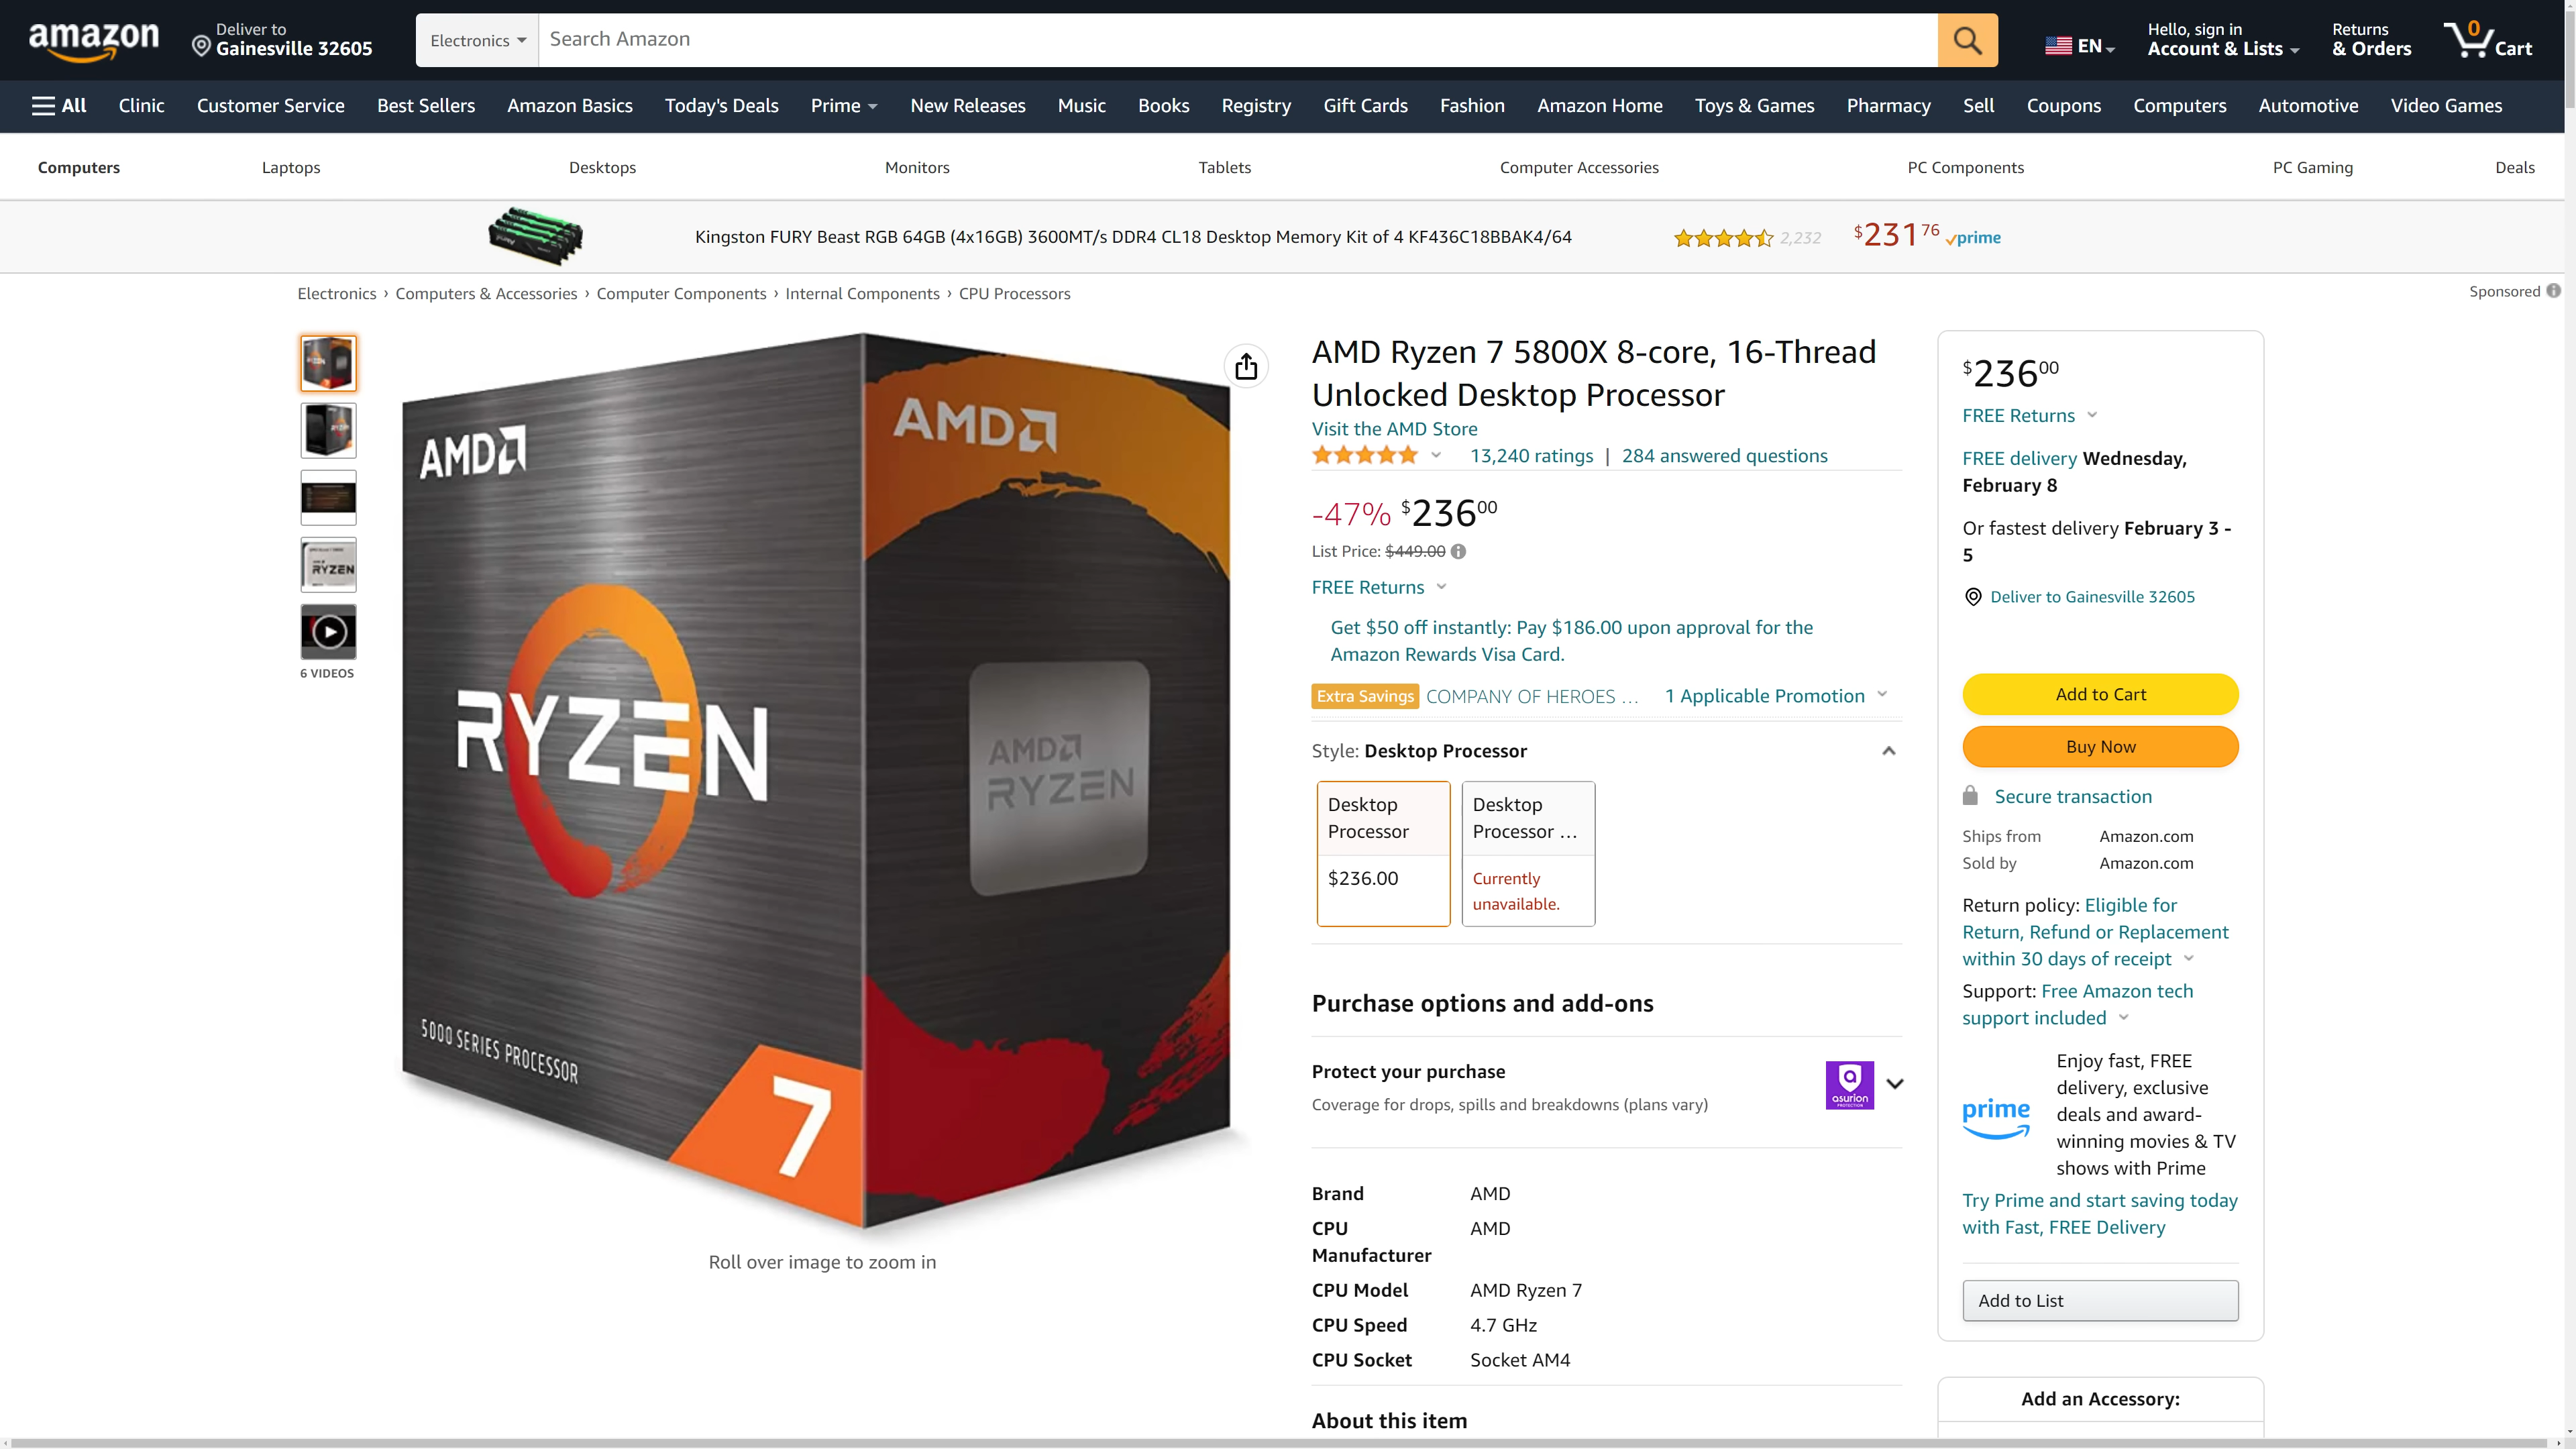 amazon
Deliver to
Gainesville 32605
Electronics
Search Amazon
EN
Hello, sign in
Account & Lists
Returns
& Orders
0
Cart
All
Clinic
Customer Service
Best Sellers
Amazon Basics
Today's Deals
Prime
New Releases
Music
Books
Registry
Gift Cards
Fashion
Amazon Home
Toys & Games
Pharmacy
Sell
Coupons
Computers
Automotive
Video Games
Computers
Laptops
Desktops
Monitors
Tablets
Computer Accessories
PC Components
PC Gaming
Deals
Kingston FURY Beast RGB 64GB (4x16GB) 3600MT/s DDR4 CL18 Desktop Memory Kit of 4 KF436C18BBAK4/64
2,232
$231 76
prime
Electronics › Computers & Accessories › Computer Components › Internal Components › CPU Processors
Sponsored
6 VIDEOS
AMD
RYZEN
5000 SERIES PROCESSOR
7
AMD
AMD
RYZEN
RYZEN
Roll over image to zoom in
AMD Ryzen 7 5800X 8-core, 16-Thread
Unlocked Desktop Processor
Visit the AMD Store
13,240 ratings | 284 answered questions
-47% $236 00
List Price: $449.00
FREE Returns
Get $50 off instantly: Pay $186.00 upon approval for the
Amazon Rewards Visa Card.
Extra Savings COMPANY OF HEROES … 1 Applicable Promotion
Style: Desktop Processor
Desktop
Processor
$236.00
Desktop
Processor …
Currently
unavailable.
Purchase options and add-ons
Protect your purchase
Coverage for drops, spills and breakdowns (plans vary)
asurion
Brand AMD
CPU AMD
Manufacturer
CPU Model AMD Ryzen 7
CPU Speed 4.7 GHz
CPU Socket Socket AM4
About this item
$236 00
FREE Returns
FREE delivery Wednesday,
February 8
Or fastest delivery February 3 -
5
Deliver to Gainesville 32605
Add to Cart
Buy Now
Secure transaction
Ships from Amazon.com
Sold by Amazon.com
Return policy: Eligible for
Return, Refund or Replacement
within 30 days of receipt
Support: Free Amazon tech
support included
prime
Enjoy fast, FREE
delivery, exclusive
deals and award-
winning movies & TV
shows with Prime
Try Prime and start saving today
with Fast, FREE Delivery
Add to List
Add an Accessory: